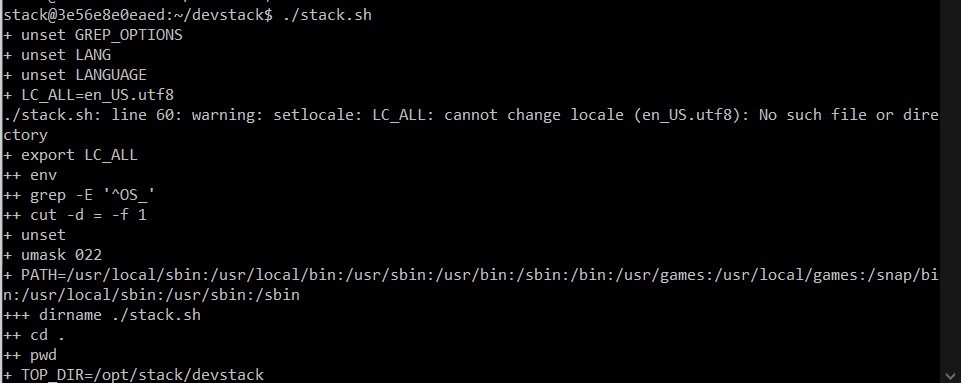 stack@3e56e8e0eaed:~/devstack$ ./stack.sh
+ unset GREP_OPTIONS
+ unset LANG
+ unset LANGUAGE
+ LC_ALL=en_US.utf8
./stack.sh: line 60: warning: setlocale: LC_ALL: cannot change locale (en_US.utf8): No such file or dire
ctory
+ export LC_ALL
++ env
++ grep -E '^OS_'
++ cut -d = -f 1
+ unset
+ umask 022
+ PATH=/usr/local/sbin:/usr/local/bin:/usr/sbin:/usr/bin:/sbin:/bin:/usr/games:/usr/local/games:/snap/bi
n:/usr/local/sbin:/usr/sbin:/sbin
+++ dirname ./stack.sh
++ cd .
++ pwd
+ TOP_DIR=/opt/stack/devstack